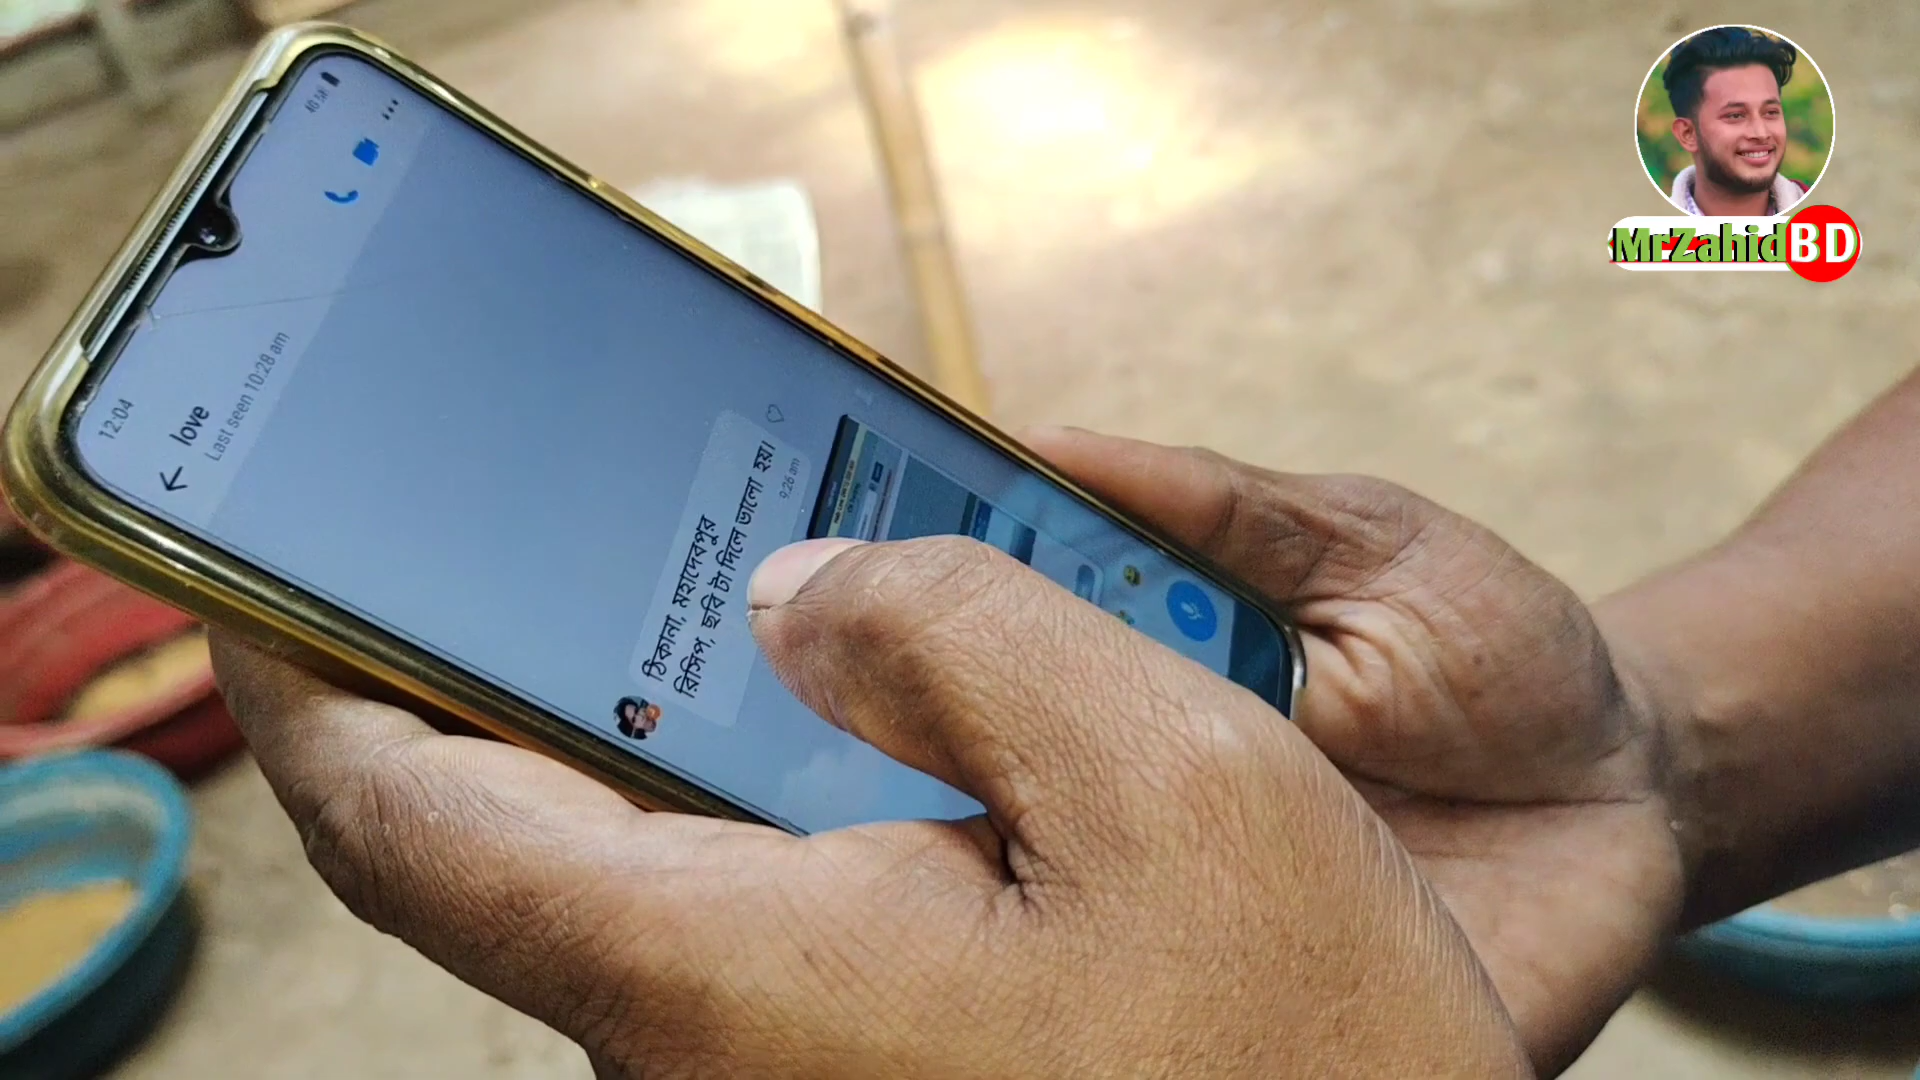 12:04
love
Last seen 10:28 am
ঠিকানা, মহাদেবপুর
রিসিপ, ছবি টা দিলে ভালো হয়।
9:26 am
MrZahidBD